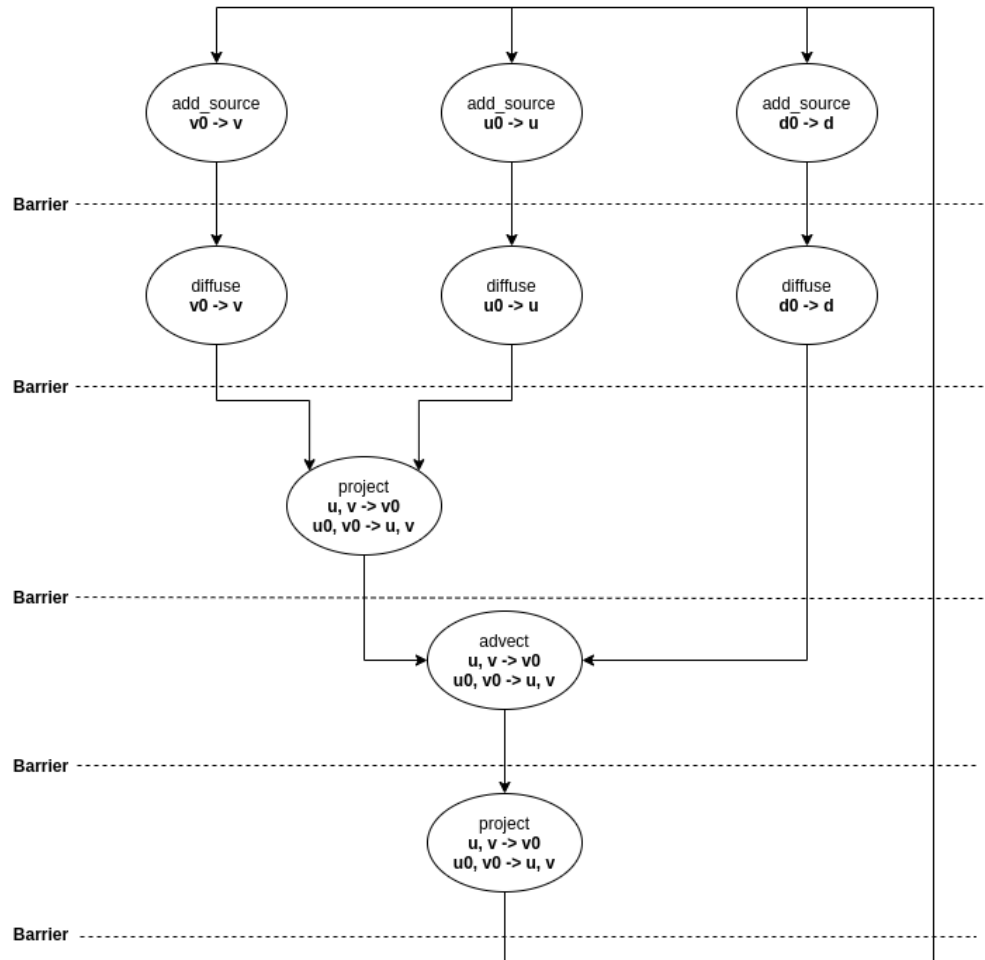 add_source
v0 -> v
add_source
u0 -> u
add_source
d0 -> d
Barrier
diffuse
v0 -> v
diffuse
u0 -> u
diffuse
d0 -> d
Barrier
project
u, v -> v0
u0, v0 -> u, v
Barrier
advect
u, v -> v0
u0, v0 -> u, v
Barrier
project
u, v -> v0
u0, v0 -> u, v
Barrier